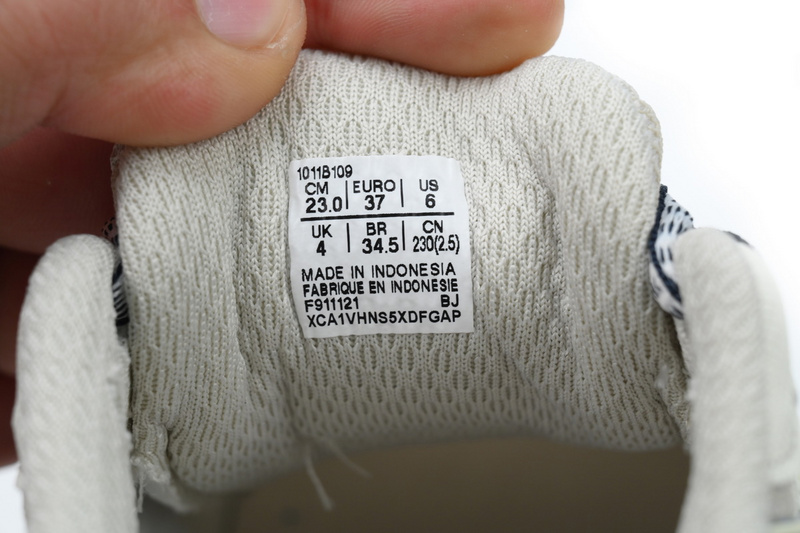 1011B109
CM | EURO | US
23.0 | 37 | 6
UK | BR | CN
4 | 34.5 | 230(2.5)
MADE IN INDONESIA
FABRIQUE EN INDONESIE
F911121 BJ
XCA1VHNS5XDFGAP